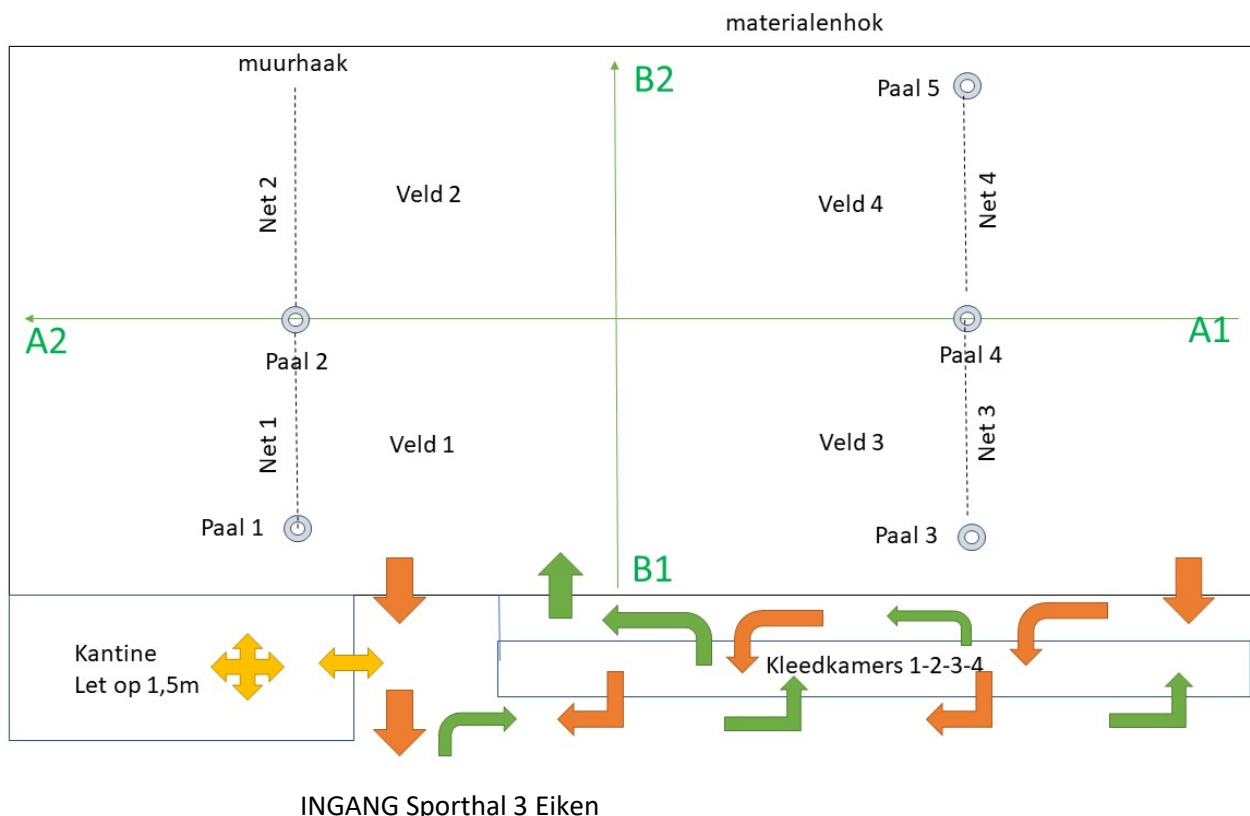 materialenhok
muurhaak
B2
Paal 5
Net 2
Veld 2
Veld 4
Net 4
A2
A1
Paal 2
Paal 4
Net 1
Veld 1
Veld 3
Net 3
Paal 1
Paal 3
B1
Kantine
Let op 1,5m
Kleedkamers 1-2-3-4
INGANG Sporthal 3 Eiken